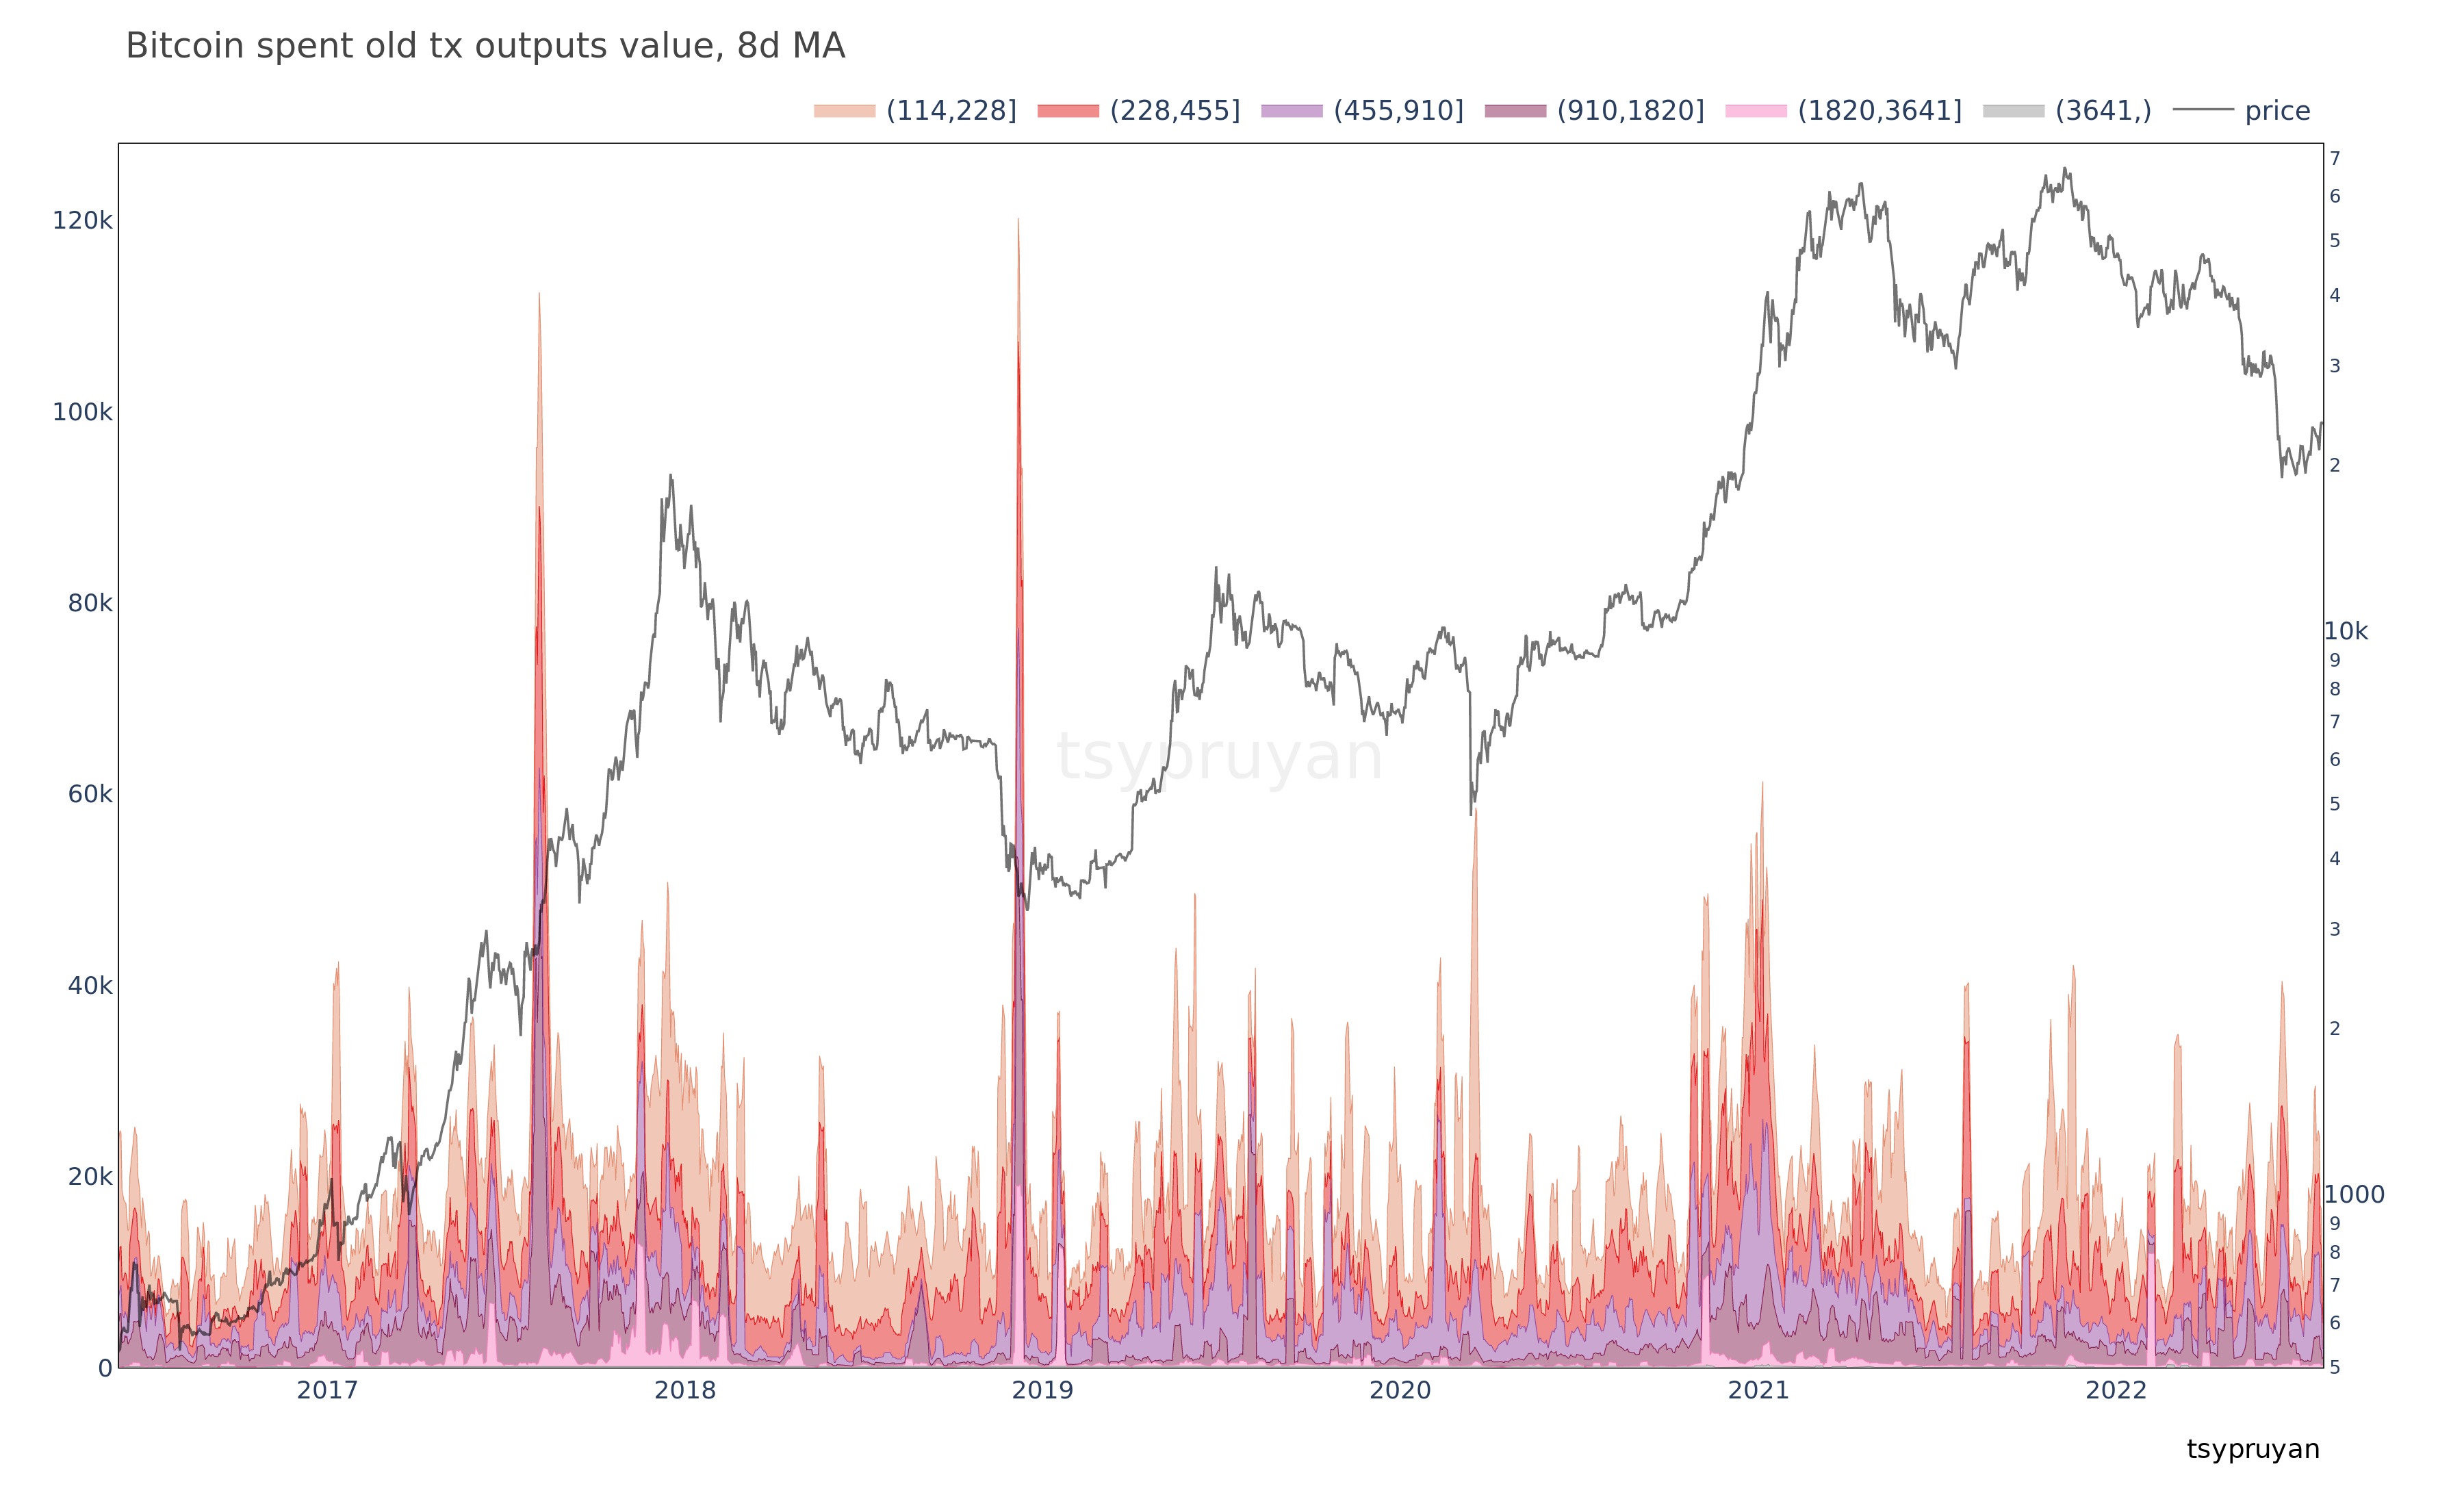 Bitcoin spent old tx outputs value, 8d MA
(114,228] (228,455] (455,910] (910,1820] (1820,3641] (3641,) price
120k
100k
80k
60k
40k
20k
0
7
6
5
4
3
2
10k
9
8
7
6
5
4
3
2
1000
9
8
7
6
5
2017 2018 2019 2020 2021 2022
tsypruyan
tsypruyan